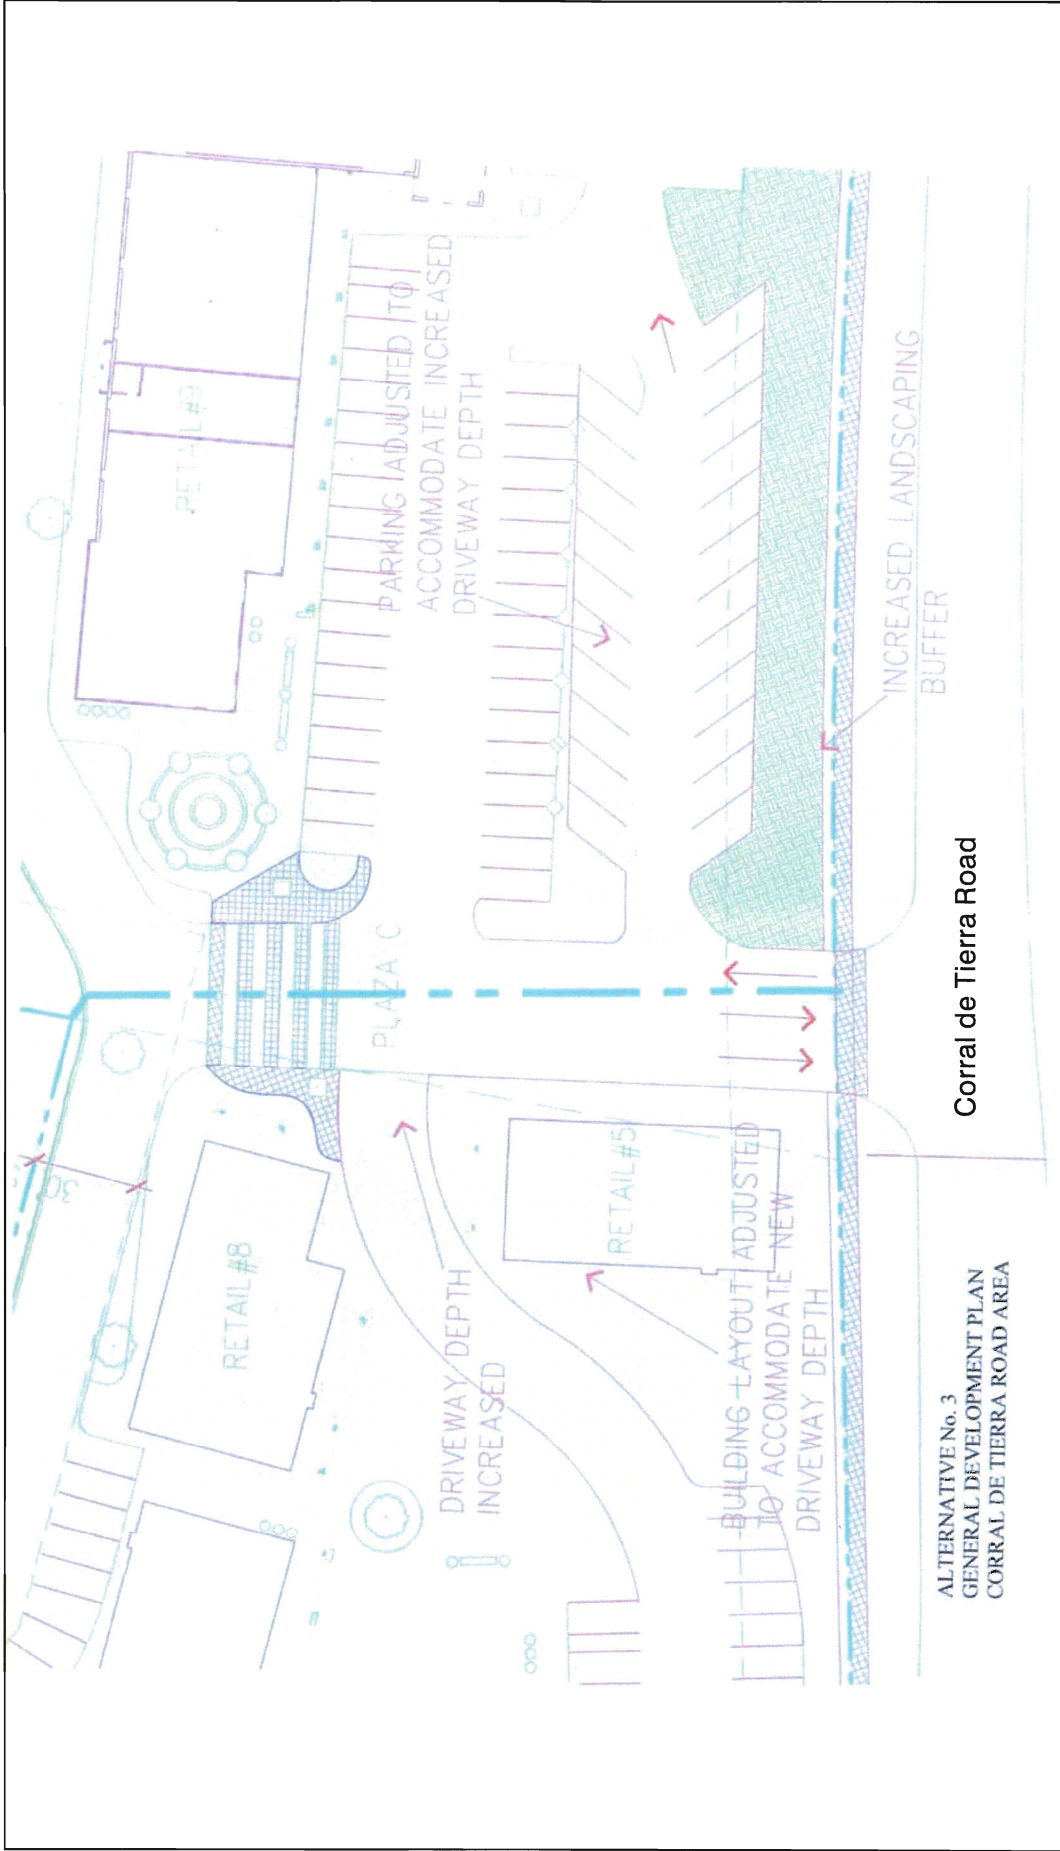 RETAIL#9
PARKING ADJUSTED TO
ACCOMMODATE INCREASED
DRIVEWAY DEPTH
PLAZA C
30'
RETAIL#8
DRIVEWAY DEPTH
INCREASED
RETAIL#5
BUILDING LAYOUT ADJUSTED
TO ACCOMMODATE NEW
DRIVEWAY DEPTH
INCREASED LANDSCAPING
BUFFER
Corral de Tierra Road
ALTERNATIVE No. 3
GENERAL DEVELOPMENT PLAN
CORRAL DE TIERRA ROAD AREA